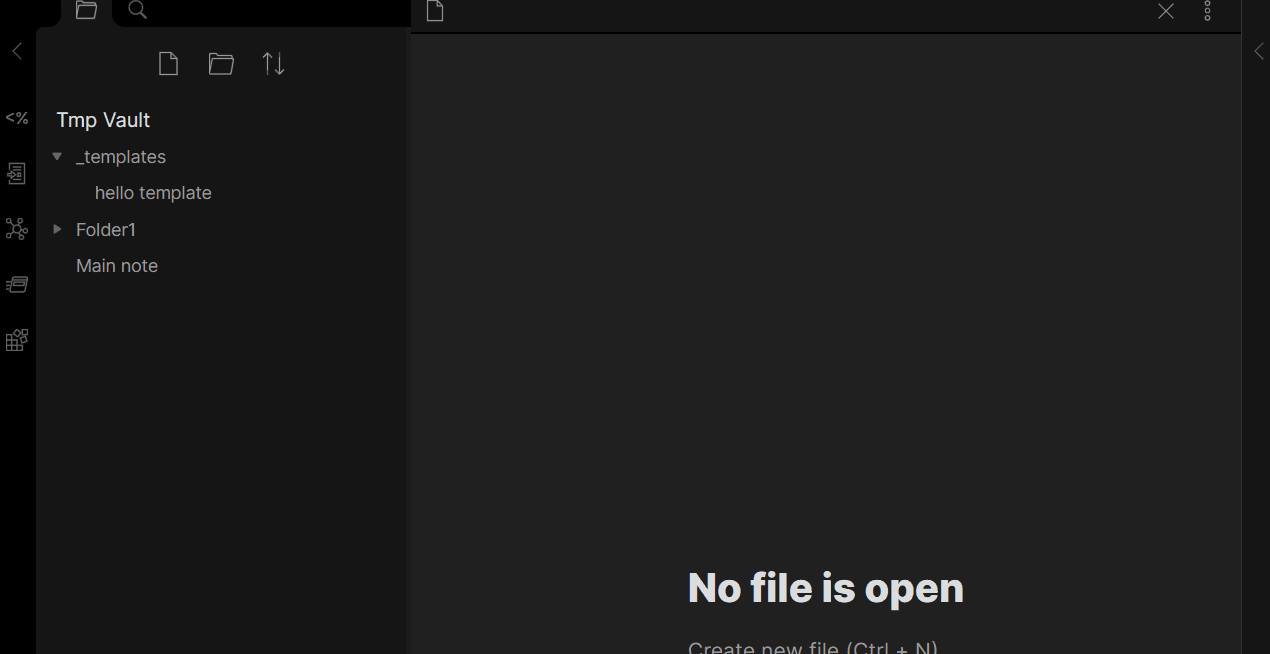 <%
Tmp Vault
_templates
hello template
Folder1
Main note
No file is open
Create new file (Ctrl + N)